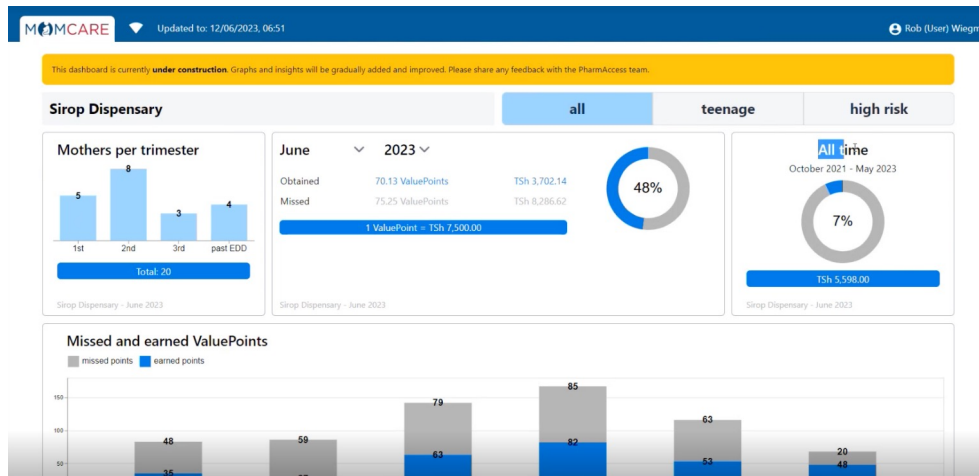 MOMCARE
Updated to: 12/06/2023, 06:51
Rob (User) Wiegm
This dashboard is currently under construction. Graphs and insights will be gradually added and improved. Please share any feedback with the PharmAccess team.
Sirop Dispensary
all
teenage
high risk
Mothers per trimester
8
5
4
3
1st 2nd 3rd past EDD
Total: 20
Sirop Dispensary - June 2023
June 2023
Obtained 70.13 ValuePoints TSh 3,702.14
Missed 75.25 ValuePoints TSh 8,286.62
1 ValuePoint = TSh 7,500.00
48%
Sirop Dispensary - June 2023
All time
October 2021 - May 2023
7%
TSh 5,598.00
Sirop Dispensary - June 2023
Missed and earned ValuePoints
missed points earned points
150
100
50
48
59
79
85
63
20
35
63
82
53
48